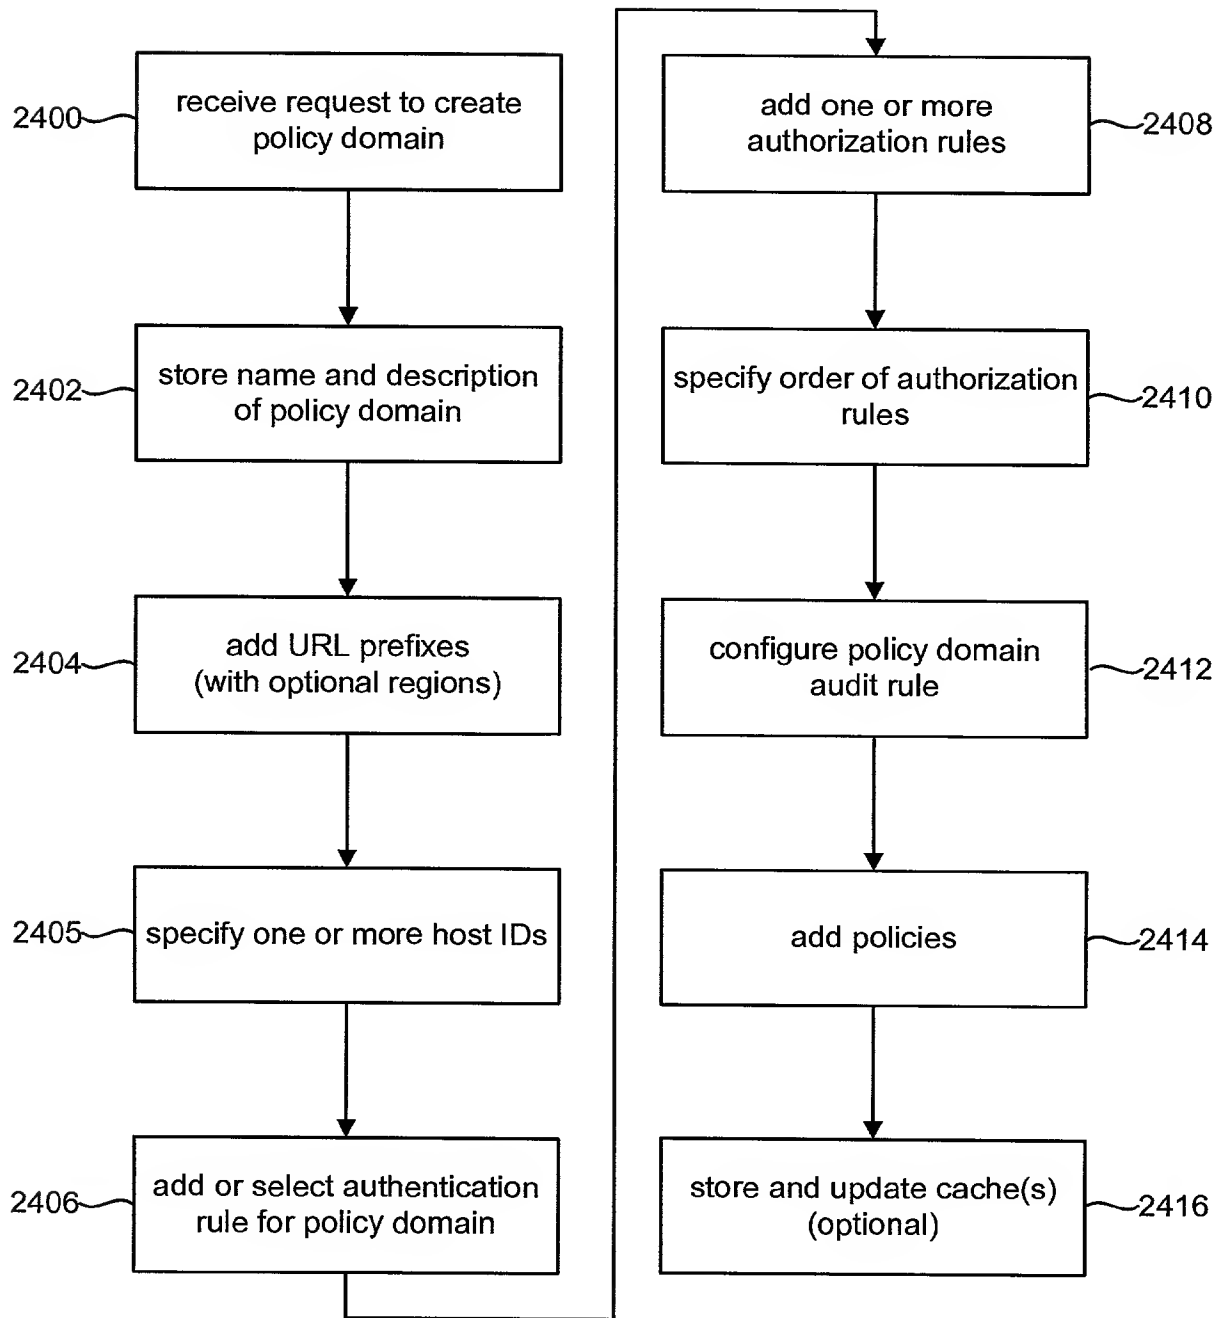 2400
receive request to create
policy domain
2402
store name and description
of policy domain
2404
add URL prefixes
(with optional regions)
2405
specify one or more host IDs
2406
add or select authentication
rule for policy domain
add one or more
authorization rules
2408
specify order of authorization
rules
2410
configure policy domain
audit rule
2412
add policies
2414
store and update cache(s)
(optional)
2416